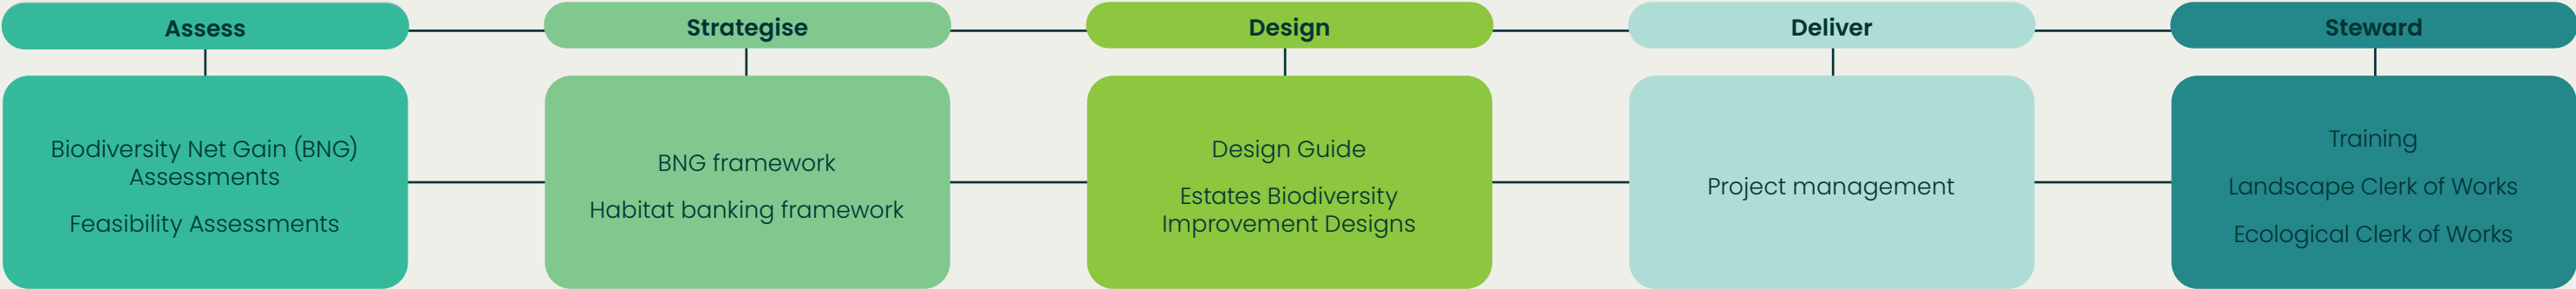 Assess
Biodiversity Net Gain (BNG)
Assessments
Feasibility Assessments
Strategise
BNG framework
Habitat banking framework
Design
Design Guide
Estates Biodiversity
Improvement Designs
Deliver
Project management
Steward
Training
Landscape Clerk of Works
Ecological Clerk of Works